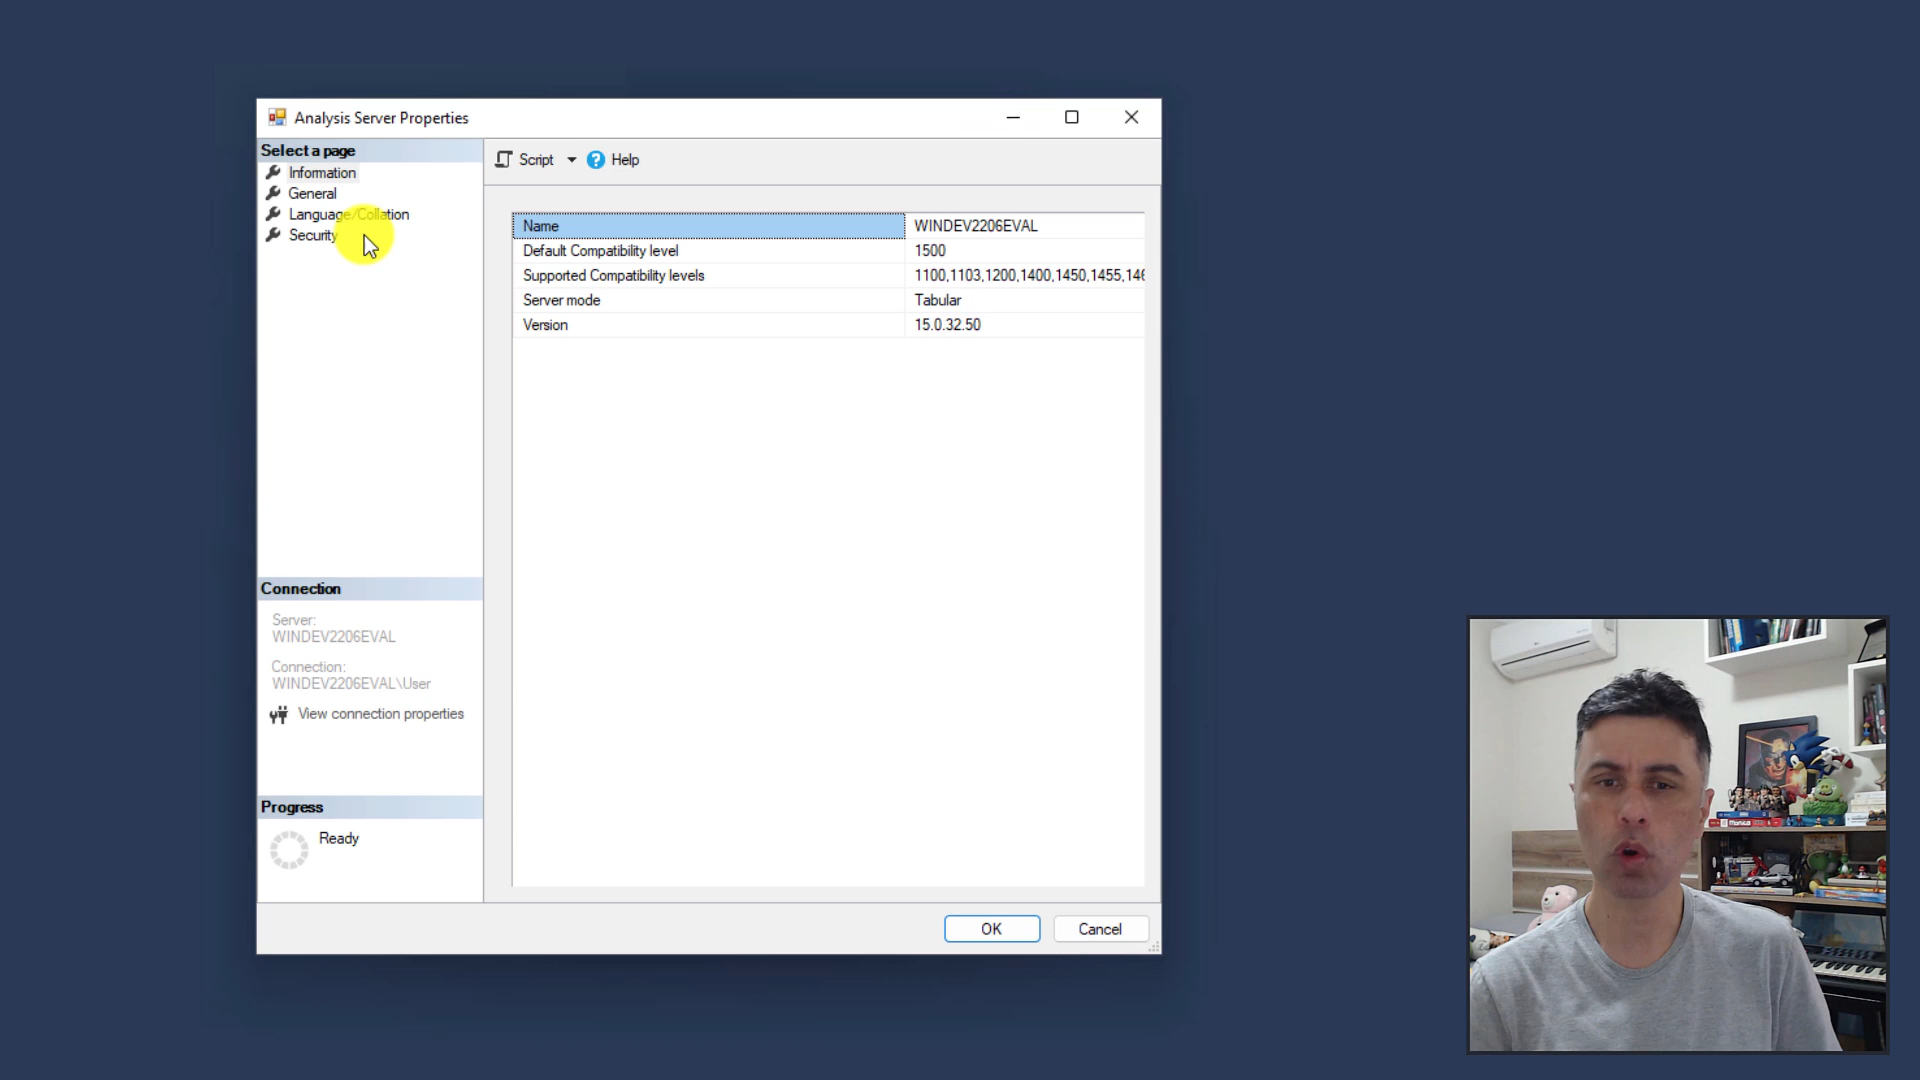 Analysis Server Properties
Select a page
Information
General
Language/Collation
Security
Script
Help
Name WINDEV2206EVAL
Default Compatibility level 1500
Supported Compatibility levels 1100,1103,1200,1400,1450,1455,146
Server mode Tabular
Version 15.0.32.50
Connection
Server:
WINDEV2206EVAL
Connection:
WINDEV2206EVAL\User
View connection properties
Progress
Ready
OK
Cancel